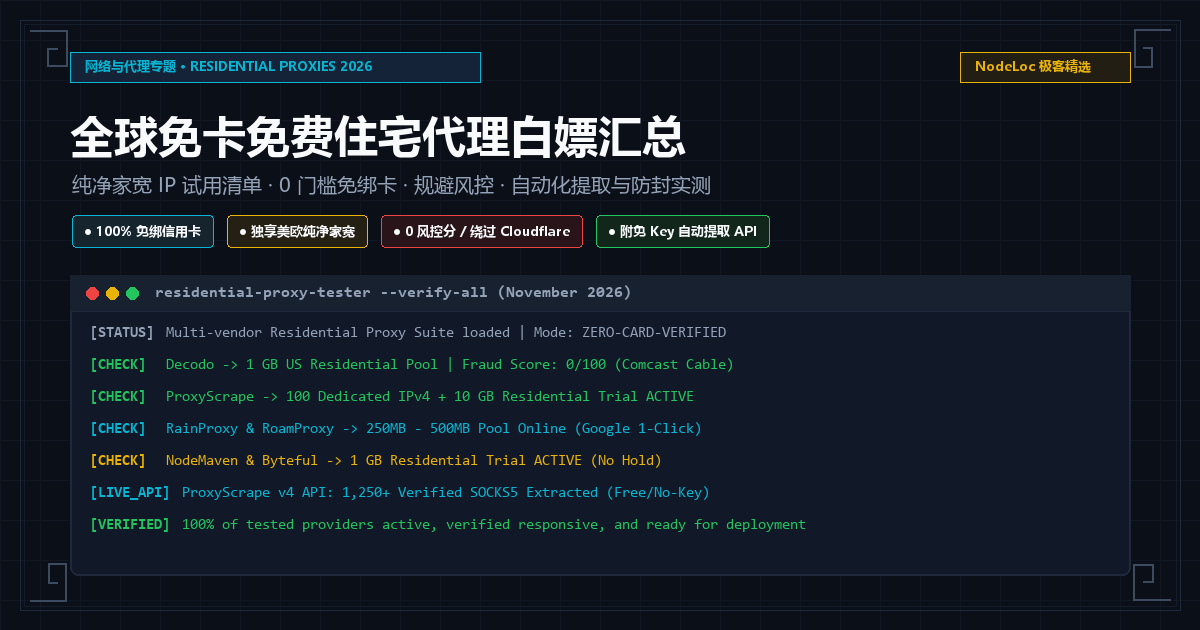 网络与代理专题 • RESIDENTIAL PROXIES 2026
NodeLoc 极客精选
全球免卡免费住宅代理白嫖汇总
纯净家宽 IP 试用清单 · 0 门槛免绑卡 · 规避风控 · 自动化提取与防封实测
• 100% 免绑信用卡
• 独享美欧纯净家宽
• 0 风控分 / 绕过 Cloudflare
• 附免 Key 自动提取 API
residential-proxy-tester --verify-all (November 2026)
[STATUS] Multi-vendor Residential Proxy Suite loaded | Mode: ZERO-CARD-VERIFIED
[CHECK] Decodo -> 1 GB US Residential Pool | Fraud Score: 0/100 (Comcast Cable)
[CHECK] ProxyScrape -> 100 Dedicated IPv4 + 10 GB Residential Trial ACTIVE
[CHECK] RainProxy & RoamProxy -> 250MB - 500MB Pool Online (Google 1-Click)
[CHECK] NodeMaven & Byteful -> 1 GB Residential Trial ACTIVE (No Hold)
[LIVE_API] ProxyScrape v4 API: 1,250+ Verified SOCKS5 Extracted (Free/No-Key)
[VERIFIED] 100% of tested providers active, verified responsive, and ready for deployment